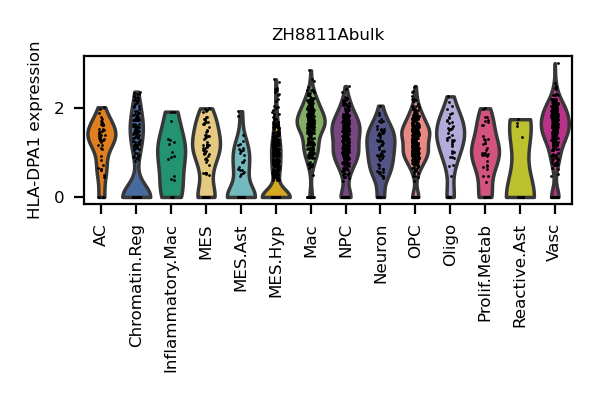 ZH8811Abulk
HLA-DPA1 expression
2
0
AC
Chromatin.Reg
Inflammatory.Mac
MES
MES.Ast
MES.Hyp
Mac
NPC
Neuron
OPC
Oligo
Prolif.Metab
Reactive.Ast
Vasc